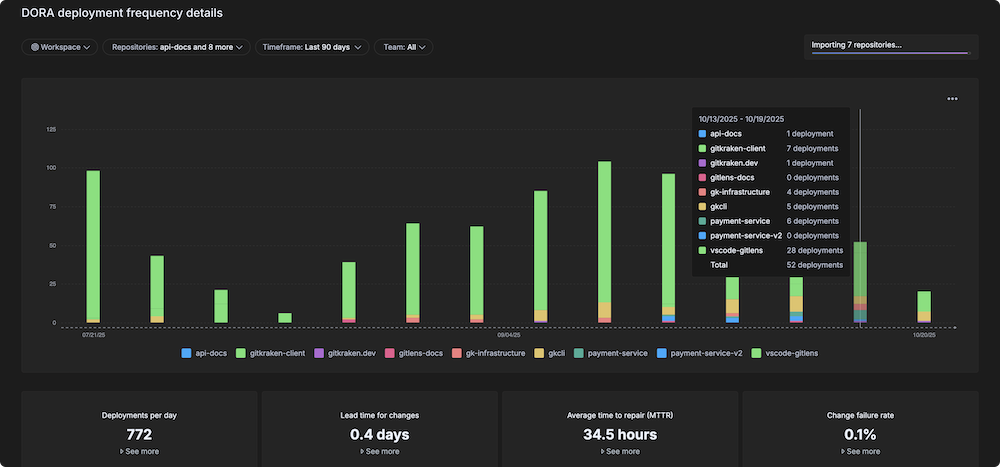 DORA deployment frequency details
Workspace
Repositories: api-docs and 8 more
Timeframe: Last 90 days
Team: All
Importing 7 repositories...
125
100
75
50
25
0
07/21/25
09/04/25
10/20/25
10/13/2025 - 10/19/2025
api-docs 1 deployment
gitkraken-client 7 deployments
gitkraken.dev 1 deployment
gitlens-docs 0 deployments
gk-infrastructure 4 deployments
gkcli 5 deployments
payment-service 6 deployments
payment-service-v2 0 deployments
vscode-gitlens 28 deployments
Total 52 deployments
api-docs gitkraken-client gitkraken.dev gitlens-docs gk-infrastructure gkcli payment-service payment-service-v2 vscode-gitlens
Deployments per day
772
See more
Lead time for changes
0.4 days
See more
Average time to repair (MTTR)
34.5 hours
See more
Change failure rate
0.1%
See more